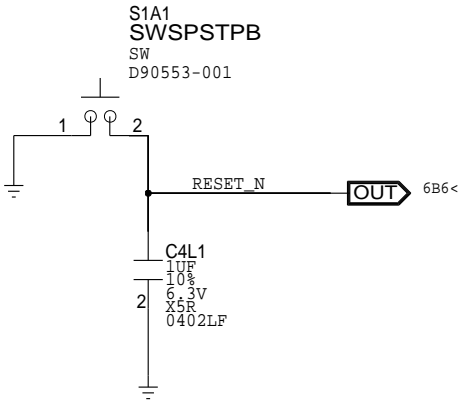 S1A1
SWSPSTPB
SW
D90553-001
1
2
RESET_N
OUT
6B6<
C4L1
1UF
10%
6.3V
2
X5R
0402LF